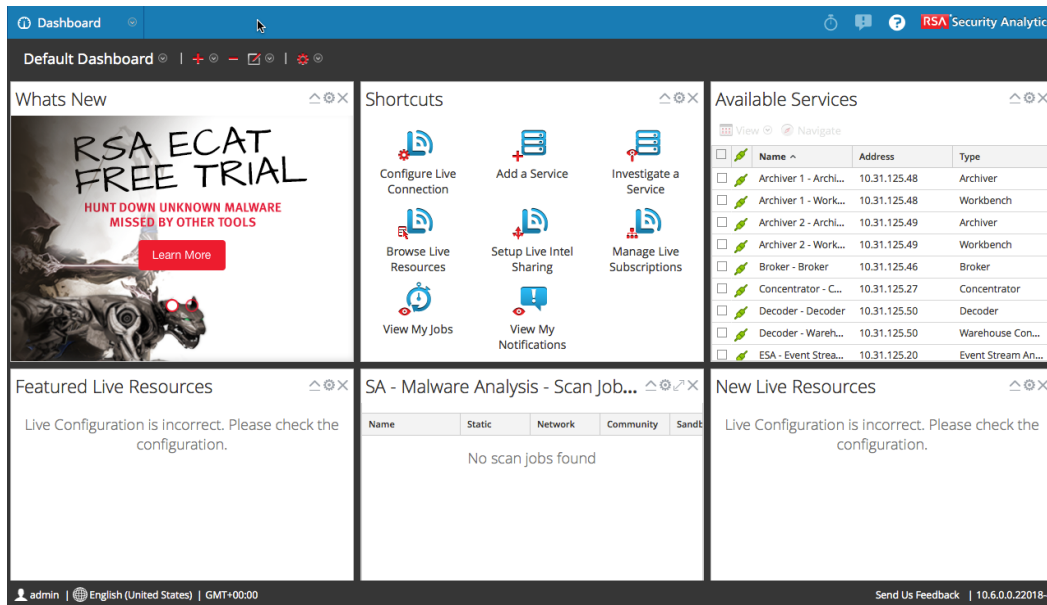 Dashboard
RSA Security Analytic
Default Dashboard
Whats New
RSA ECAT
FREE TRIAL
HUNT DOWN UNKNOWN MALWARE
MISSED BY OTHER TOOLS
Learn More
Shortcuts
Configure Live
Connection
Add a Service
Investigate a
Service
Browse Live
Resources
Setup Live Intel
Sharing
Manage Live
Subscriptions
View My Jobs
View My
Notifications
Available Services
View Navigate
Name Address Type
Archiver 1 - Archi... 10.31.125.48 Archiver
Archiver 1 - Work... 10.31.125.48 Workbench
Archiver 2 - Archi... 10.31.125.49 Archiver
Archiver 2 - Work... 10.31.125.49 Workbench
Broker - Broker 10.31.125.46 Broker
Concentrator - C... 10.31.125.27 Concentrator
Decoder - Decoder 10.31.125.50 Decoder
Decoder - Wareh... 10.31.125.50 Warehouse Con...
ESA - Event Strea... 10.31.125.20 Event Stream An...
Featured Live Resources
Live Configuration is incorrect. Please check the
configuration.
SA - Malware Analysis - Scan Job...
Name Static Network Community Sandb
No scan jobs found
New Live Resources
Live Configuration is incorrect. Please check the
configuration.
admin | English (United States) | GMT+00:00
Send Us Feedback | 10.6.0.0.22018-